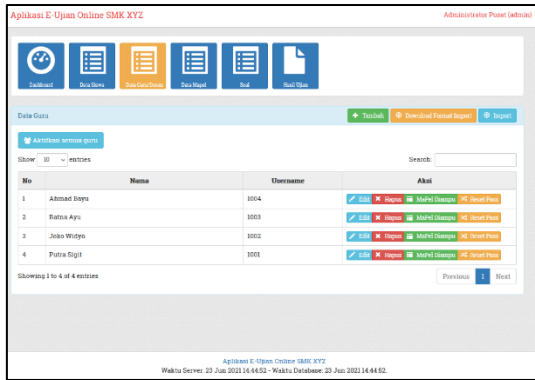 Aplikasi E-Ujian Online SMK XYZ
Administrator Pusat (admin)
Dashboard Data Siswa Data Guru/Dosen Data Mapel Soal Hasil Ujian
Data Guru
Tambah Download Format Import Import
Aktifkan semua guru
Show 10 entries
Search:
No Nama Username Aksi
1 Ahmad Bayu 1004 Edit Hapus MaPel Diampu Reset Pass
2 Ratna Ayu 1003 Edit Hapus MaPel Diampu Reset Pass
3 Joko Widyo 1002 Edit Hapus MaPel Diampu Reset Pass
4 Putra Sigit 1001 Edit Hapus MaPel Diampu Reset Pass
Showing 1 to 4 of 4 entries
Previous 1 Next
Aplikasi E-Ujian Online SMK XYZ
Waktu Server: 23 Jun 2021 14:44:52 - Waktu Database: 23 Jun 2021 14:44:52.